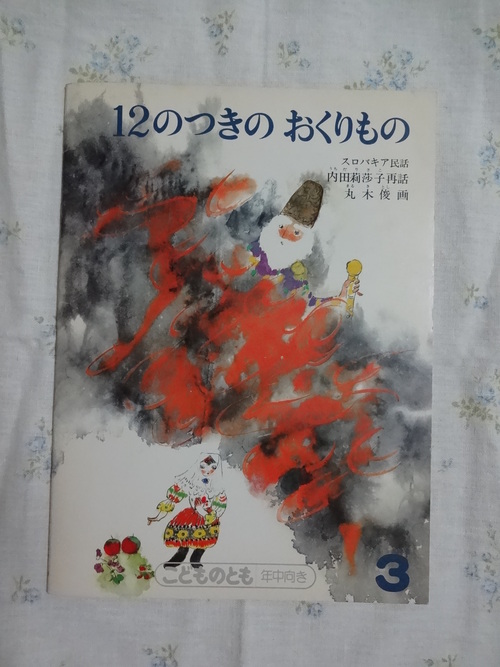 12のつきの おくりもの
スロバキア民話
内田莉莎子再話
丸木俊 画
こどものとも 年中向き
3